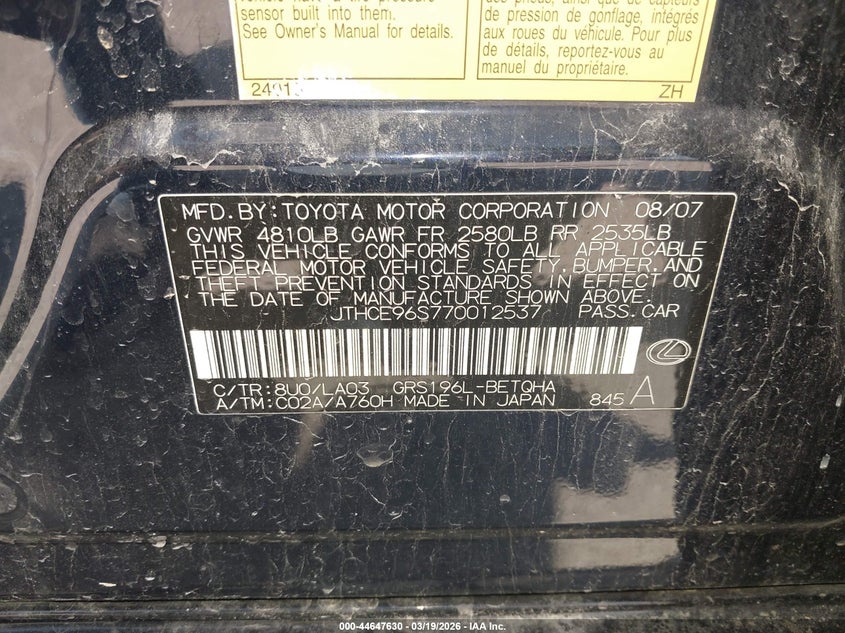 sensor built into them.
See Owner's Manual for details.
de pression de gonflage, intégrés
aux roues du véhicule. Pour plus
de détails, reportez-vous au
manuel du propriétaire.
ZH
MFD.BY:TOYOTA MOTOR CORPORATION 08/07
GVWR 4810LB GAWR FR 2580LB RR 2535LB
THIS VEHICLE CONFORMS TO ALL APPLICABLE
FEDERAL MOTOR VEHICLE SAFETY,BUMPER,AND
THEFT PREVENTION STANDARDS IN EFFECT ON
THE DATE OF MANUFACTURE SHOWN ABOVE.
JTHCE96S770012537 PASS.CAR
C/TR:8U0/LA03 GRS196L-BETQHA
A/TM:C02A/A760H MADE IN JAPAN 845 A
000-44647630 - 03/19/2026 - IAA Inc.